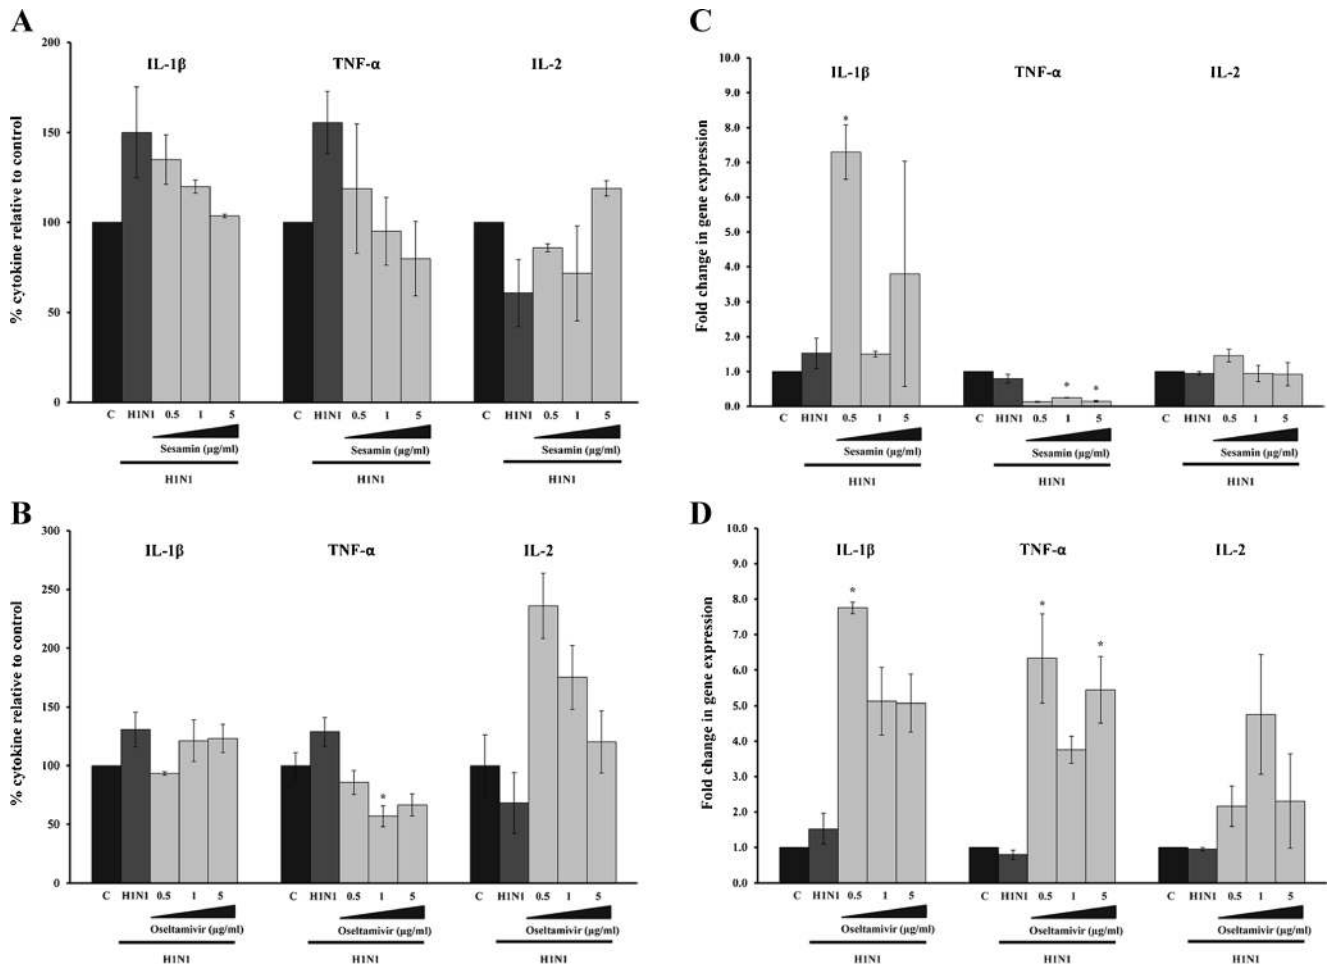 A
% cytokine relative to control
200
150
100
50
0
IL-1β TNF-α IL-2
C H1N1 0.5 1 5 C H1N1 0.5 1 5 C H1N1 0.5 1 5
Sesamin (µg/ml) Sesamin (µg/ml) Sesamin (µg/ml)
H1N1 H1N1 H1N1
C
Fold change in gene expression
10.0
9.0
8.0
7.0
6.0
5.0
4.0
3.0
2.0
1.0
0.0
IL-1β TNF-α IL-2
*
* *
C H1N1 0.5 1 5 C H1N1 0.5 1 5 C H1N1 0.5 1 5
Sesamin (µg/ml) Sesamin (µg/ml) Sesamin (µg/ml)
H1N1 H1N1 H1N1
B
% cytokine relative to control
300
250
200
150
100
50
0
IL-1β TNF-α IL-2
*
C H1N1 0.5 1 5 C H1N1 0.5 1 5 C H1N1 0.5 1 5
Oseltamivir (µg/ml) Oseltamivir (µg/ml) Oseltamivir (µg/ml)
H1N1 H1N1 H1N1
D
Fold change in gene expression
10.0
9.0
8.0
7.0
6.0
5.0
4.0
3.0
2.0
1.0
0.0
IL-1β TNF-α IL-2
* *
*
C H1N1 0.5 1 5 C H1N1 0.5 1 5 C H1N1 0.5 1 5
Oseltamivir (µg/ml) Oseltamivir (µg/ml) Oseltamivir (µg/ml)
H1N1 H1N1 H1N1